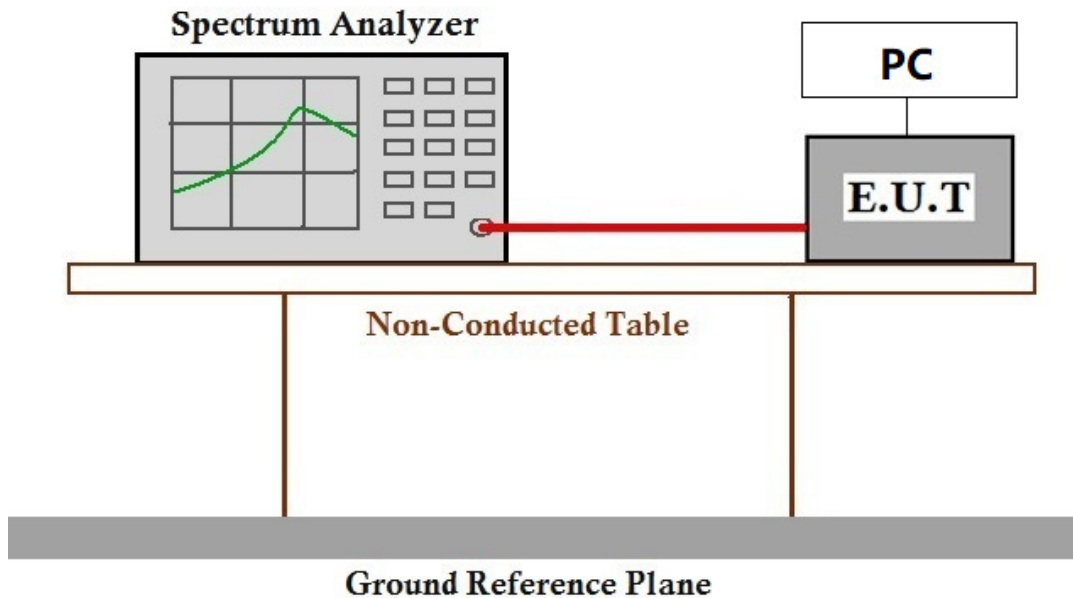 Spectrum Analyzer
PC
E.U.T
Non-Conducted Table
Ground Reference Plane